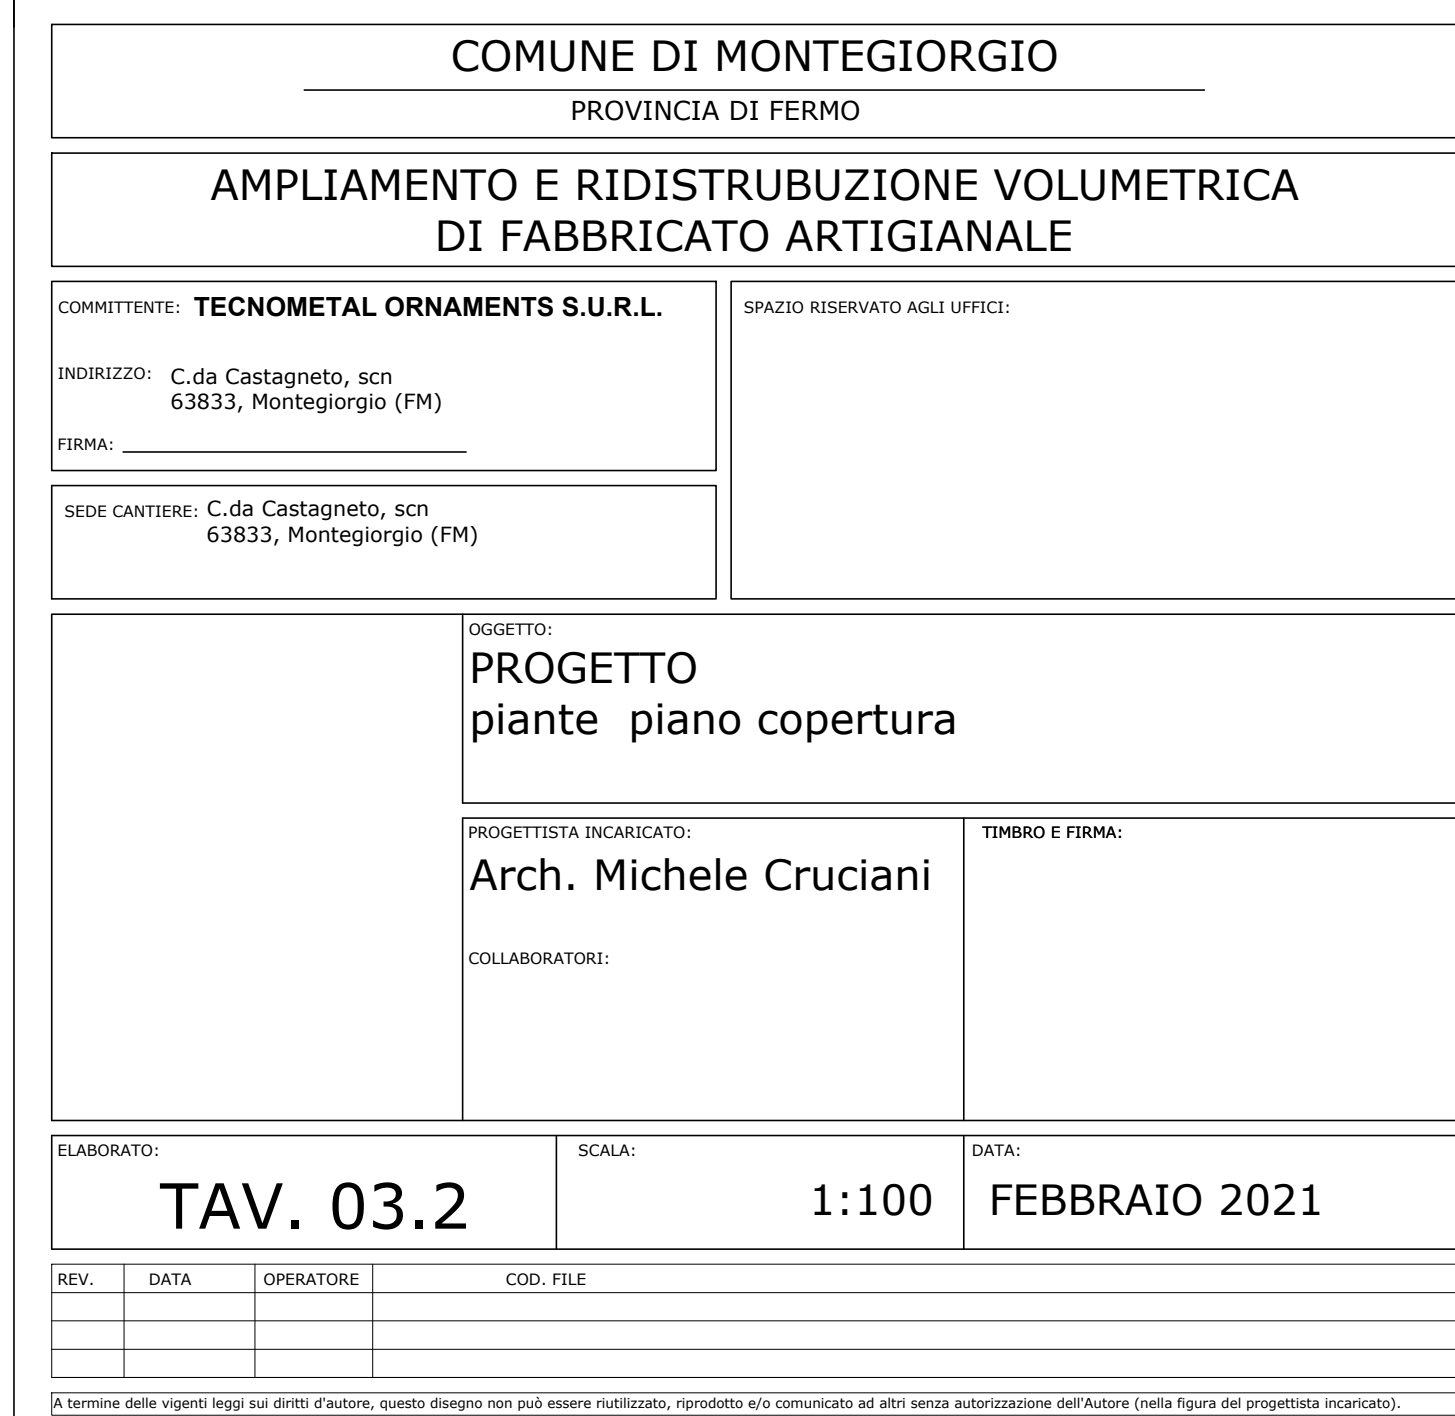 COMUNE DI MONTEGIORGIO
PROVINCIA DI FERMO
AMPLIAMENTO E RIDISTRUBUZIONE VOLUMETRICA
DI FABBRICATO ARTIGIANALE
COMMITTENTE: TECNOMETAL ORNAMENTS S.U.R.L.
INDIRIZZO: C.da Castagneto, scn
63833, Montegiorgio (FM)
FIRMA:
SPAZIO RISERVATO AGLI UFFICI:
SEDE CANTIERE: C.da Castagneto, scn
63833, Montegiorgio (FM)
OGGETTO:
PROGETTO
piante piano copertura
PROGETTISTA INCARICATO:
Arch. Michele Cruciani
COLLABORATORI:
TIMBRO E FIRMA:
ELABORATO:
TAV. 03.2
SCALA:
1:100
DATA:
FEBBRAIO 2021
REV. DATA OPERATORE COD. FILE
A termine delle vigenti leggi sui diritti d'autore, questo disegno non può essere riutilizzato, riprodotto e/o comunicato ad altri senza autorizzazione dell'Autore (nella figura del progettista incaricato).